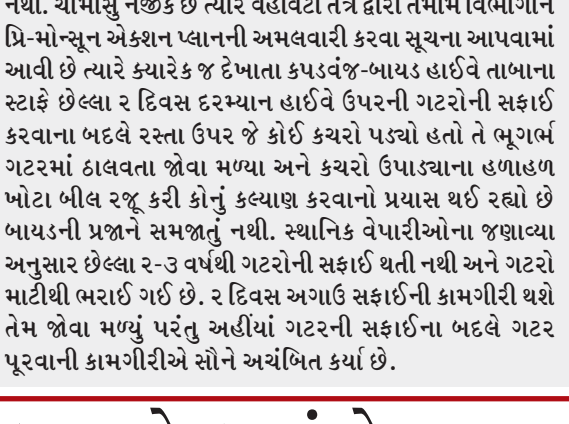 નથી. ચોમાસુ નજીક છે ત્યારે વહીવટી તંત્ર દ્વારા તમામ વિભાગોને
પ્રિ-મોન્સૂન એક્શન પ્લાનની અમલવારી કરવા સૂચના આપવામાં
આવી છે ત્યારે ક્યારેક જ દેખાતા કપડવંજ-બાયડ હાઈવે તાબાના
સ્ટાફે છેલ્લા ૨ દિવસ દરમ્યાન હાઈવે ઉપરની ગટરોની સફાઈ
કરવાના બદલે રસ્તા ઉપર જે કોઈ કચરો પડ્યો હતો તે ભૂગર્ભ
ગટરમાં ઠાલવતા જોવા મળ્યા અને કચરો ઉપાડ્યાના હળાહળ
ખોટા બીલ રજૂ કરી કોનું કલ્યાણ કરવાનો પ્રયાસ થઈ રહ્યો છે
બાયડની પ્રજાને સમજાતું નથી. સ્થાનિક વેપારીઓના જણાવ્યા
અનુસાર છેલ્લા ૨-૩ વર્ષથી ગટરોની સફાઈ થતી નથી અને ગટરો
માટીથી ભરાઈ ગઈ છે. ૨ દિવસ અગાઉ સફાઈની કામગીરી થશે
તેમ જોવા મળ્યું પરંતુ અહીંયાં ગટરની સફાઈના બદલે ગટર
પૂરવાની કામગીરીએ સૌને અચંબિત કર્યા છે.